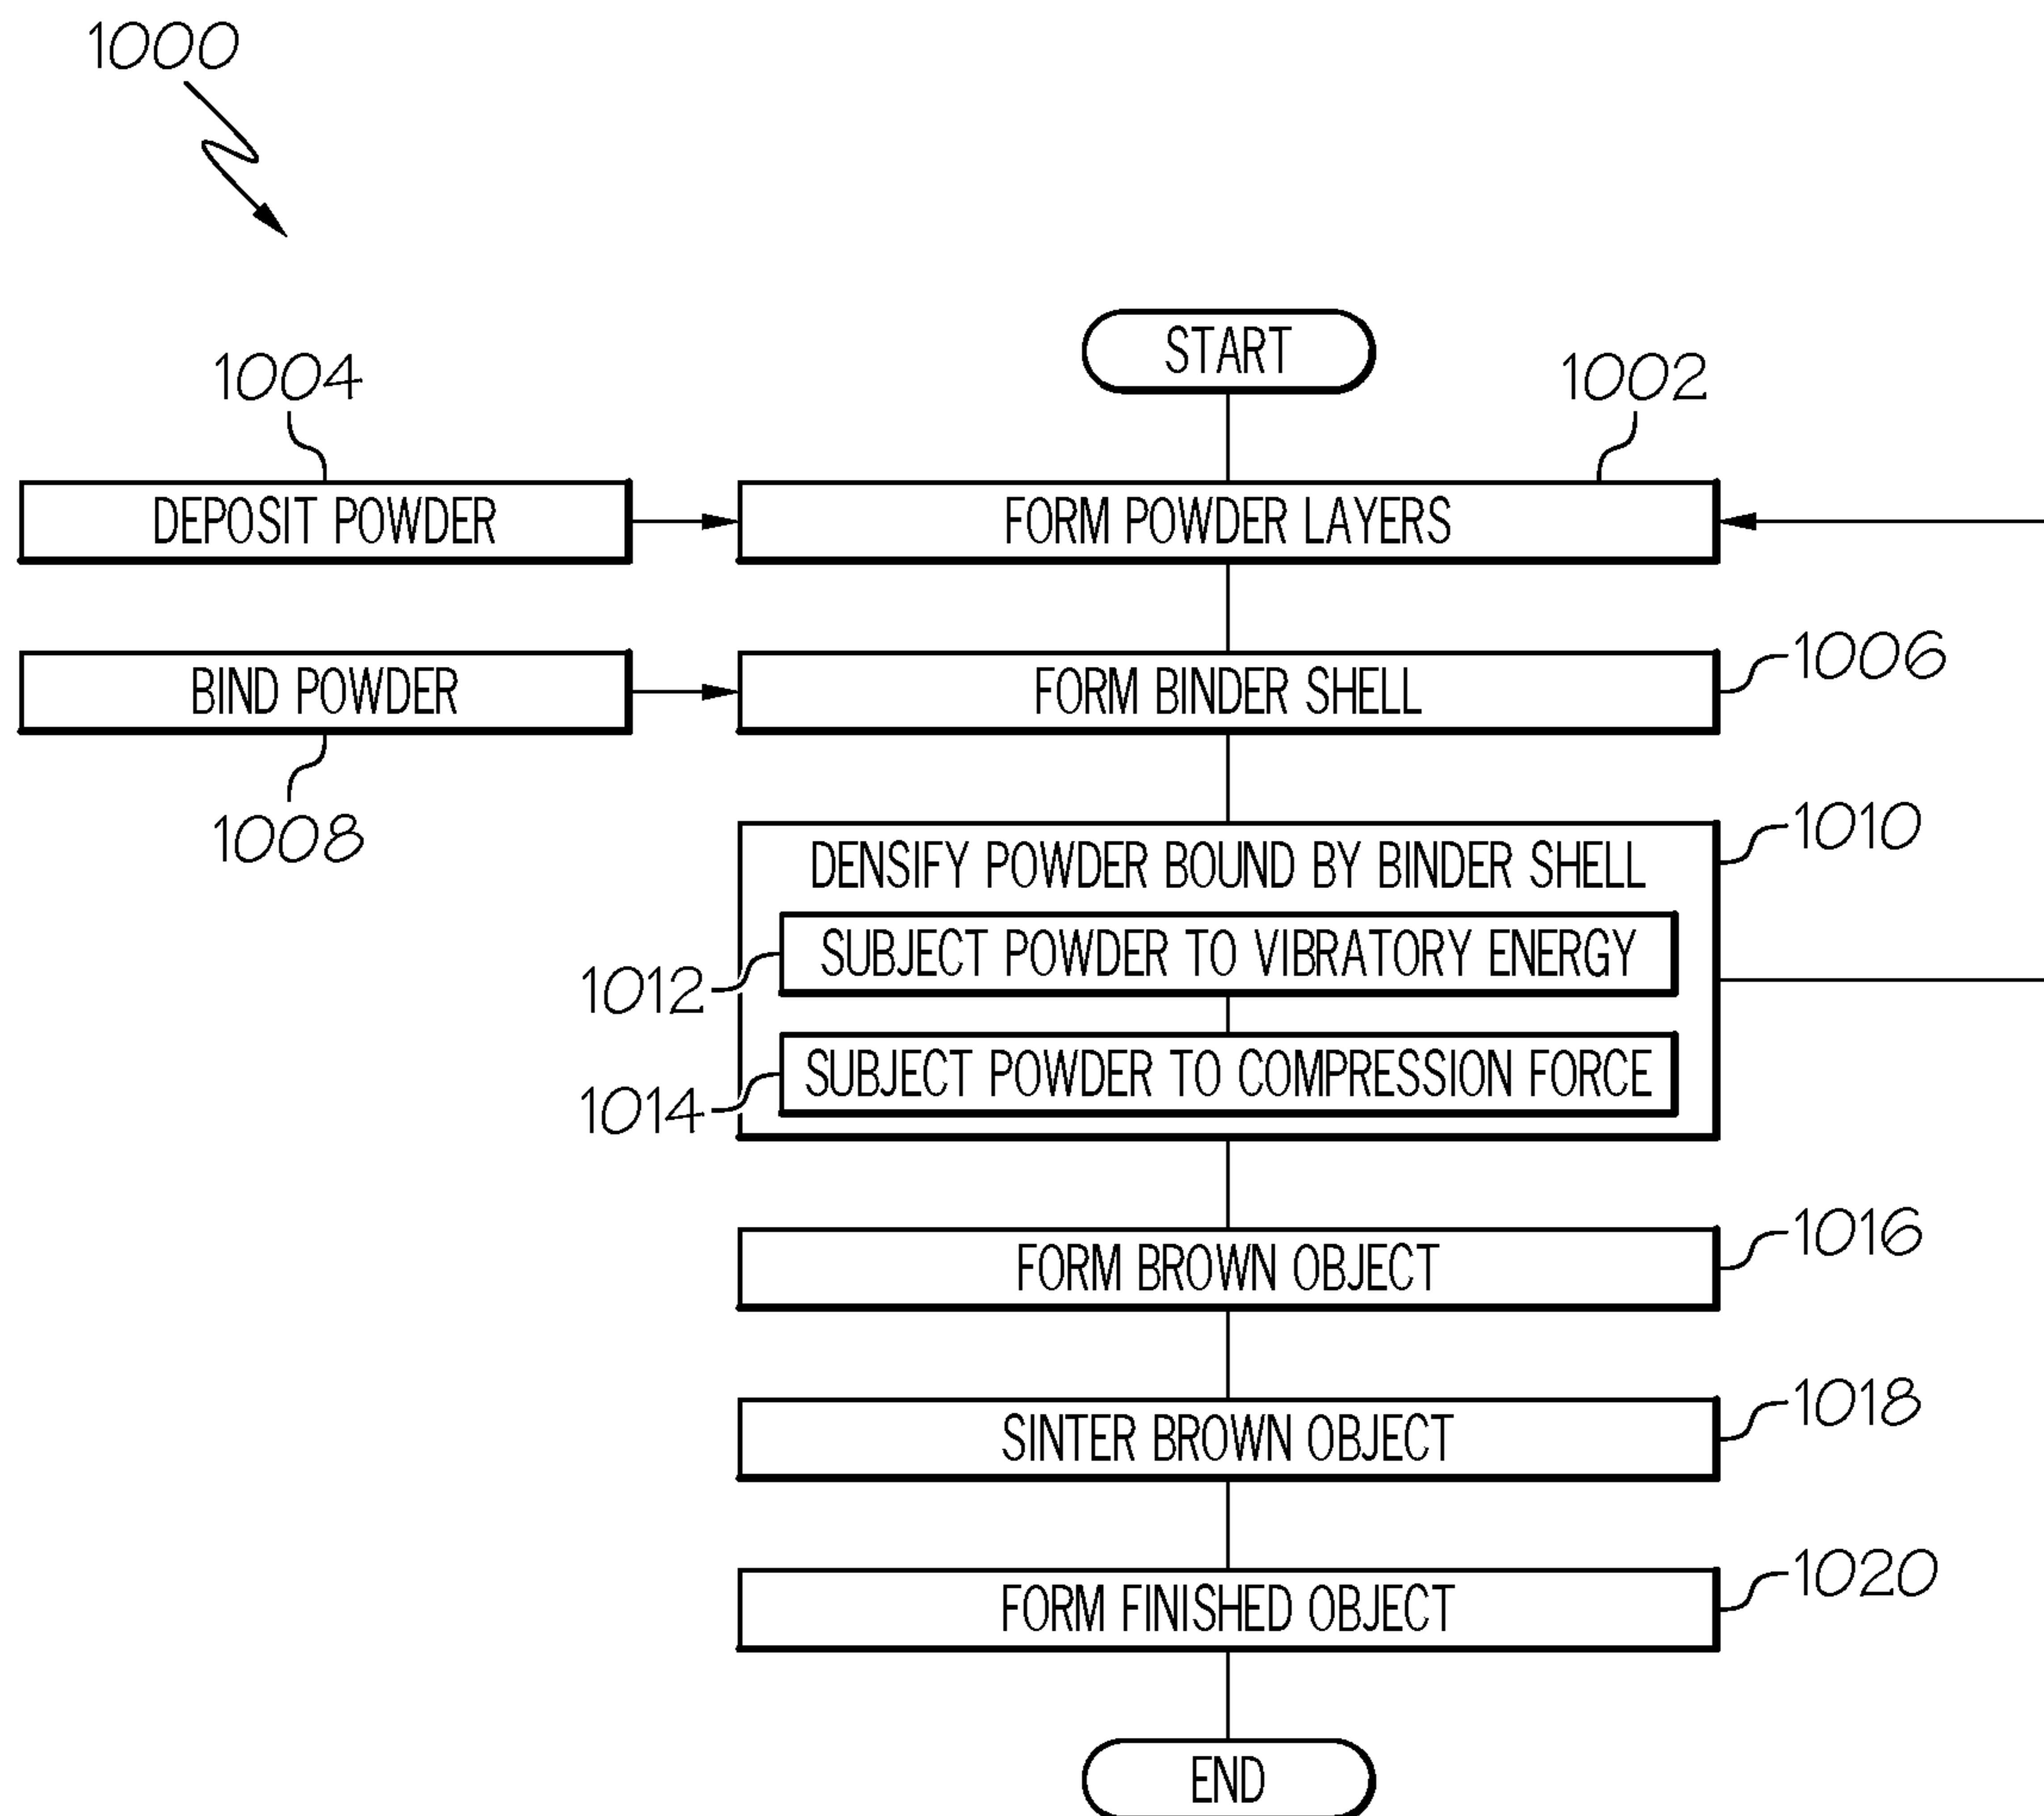 1000
START
1004
1002
DEPOSIT POWDER
FORM POWDER LAYERS
BIND POWDER
FORM BINDER SHELL
1006
1008
1010
DENSIFY POWDER BOUND BY BINDER SHELL
SUBJECT POWDER TO VIBRATORY ENERGY
1012
SUBJECT POWDER TO COMPRESSION FORCE
1014
FORM BROWN OBJECT
1016
SINTER BROWN OBJECT
1018
FORM FINISHED OBJECT
1020
END